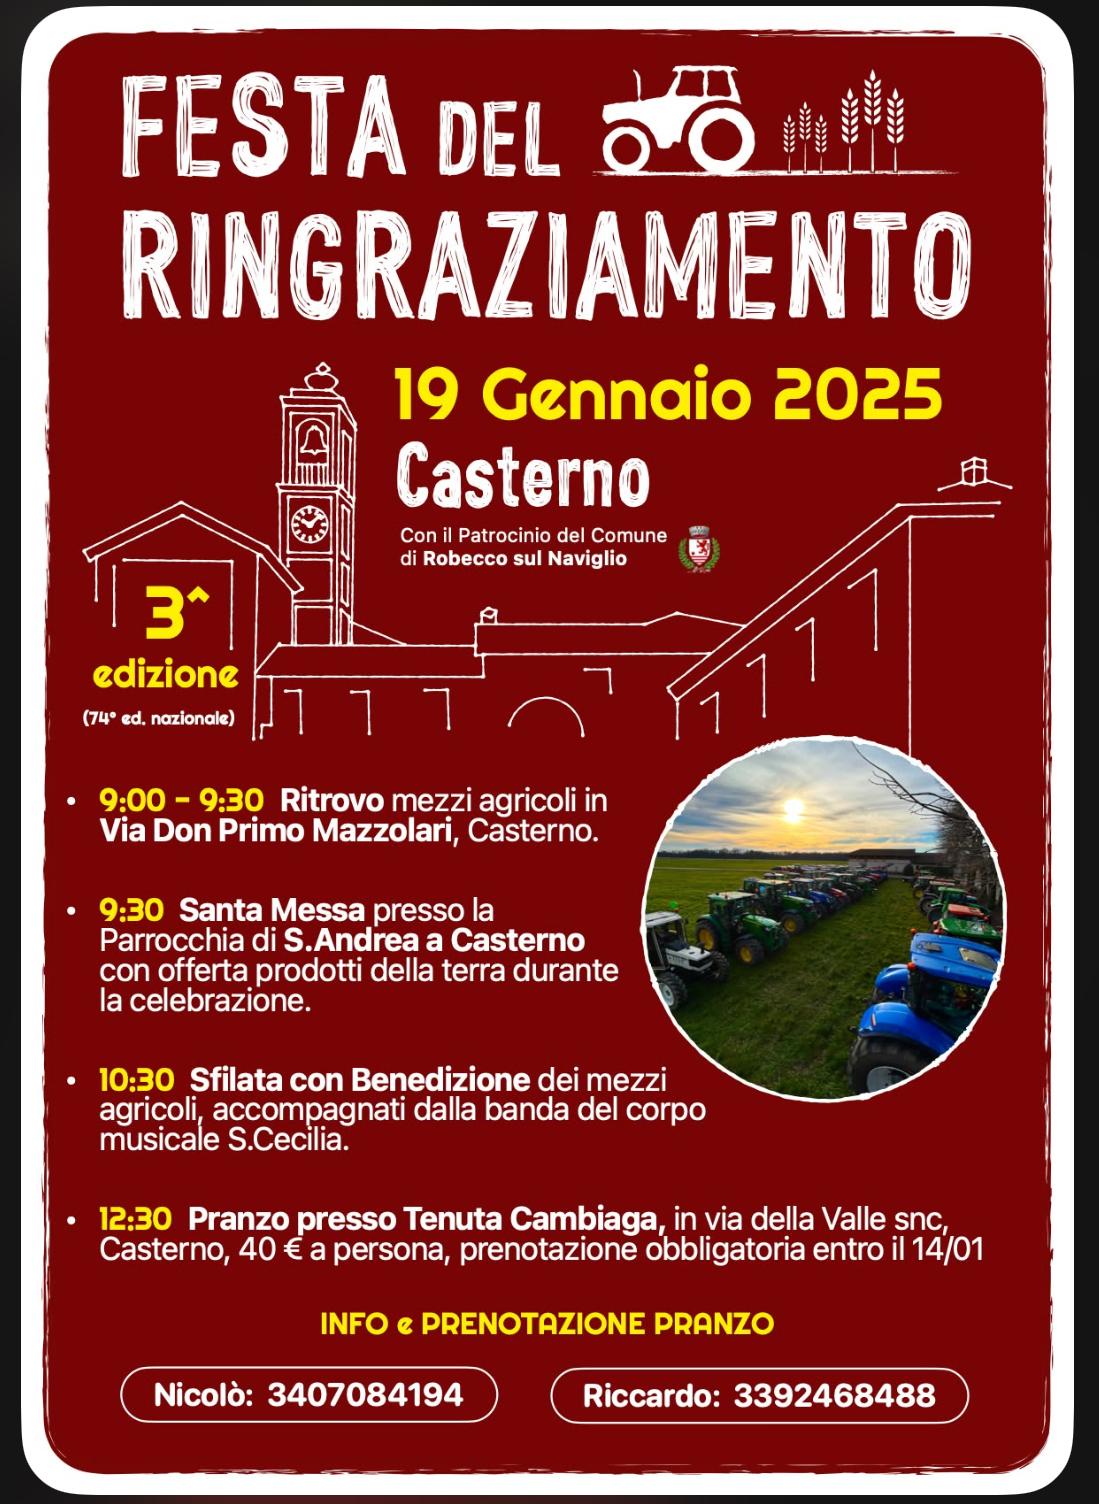 FESTA DEL
RINGRAZIAMENTO
19 Gennaio 2025
Casterno
Con il Patrocinio del Comune
di Robecco sul Naviglio
3^
edizione
(74° ed. nazionale)
• 9:00 - 9:30 Ritrovo mezzi agricoli in
Via Don Primo Mazzolari, Casterno.
• 9:30 Santa Messa presso la
Parrocchia di S.Andrea a Casterno
con offerta prodotti della terra durante
la celebrazione.
• 10:30 Sfilata con Benedizione dei mezzi
agricoli, accompagnati dalla banda del corpo
musicale S.Cecilia.
• 12:30 Pranzo presso Tenuta Cambiaga, in via della Valle snc,
Casterno, 40 € a persona, prenotazione obbligatoria entro il 14/01
INFO e PRENOTAZIONE PRANZO
Nicolò: 3407084194
Riccardo: 3392468488